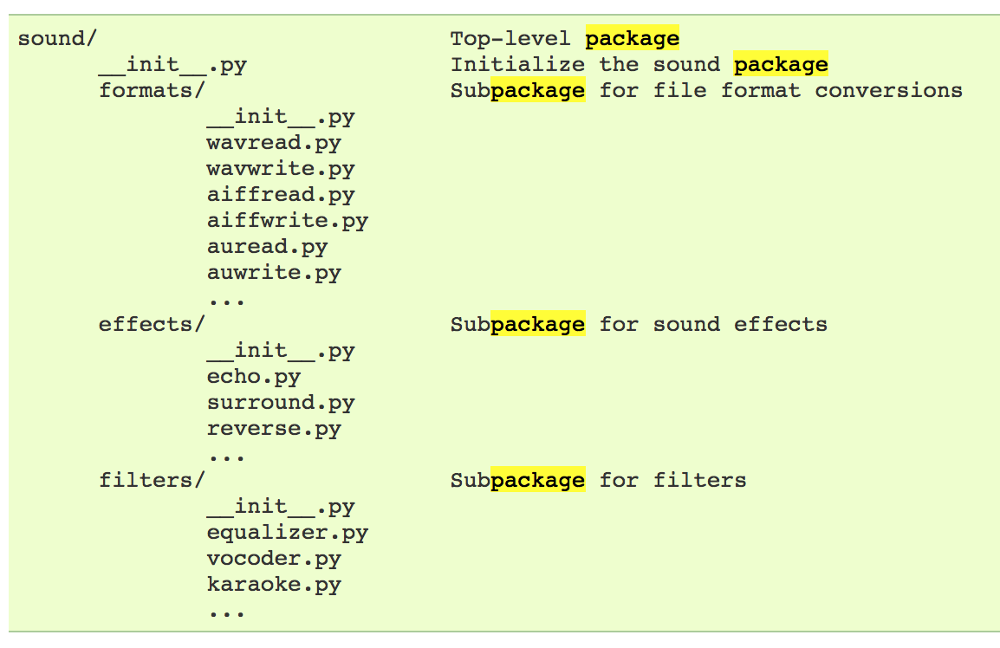 sound/                          Top-level package
      __init__.py               Initialize the sound package
      formats/                  Subpackage for file format conversions
              __init__.py
              wavread.py
              wavwrite.py
              aiffread.py
              aiffwrite.py
              auread.py
              auwrite.py
              ...
      effects/                  Subpackage for sound effects
              __init__.py
              echo.py
              surround.py
              reverse.py
              ...
      filters/                  Subpackage for filters
              __init__.py
              equalizer.py
              vocoder.py
              karaoke.py
              ...